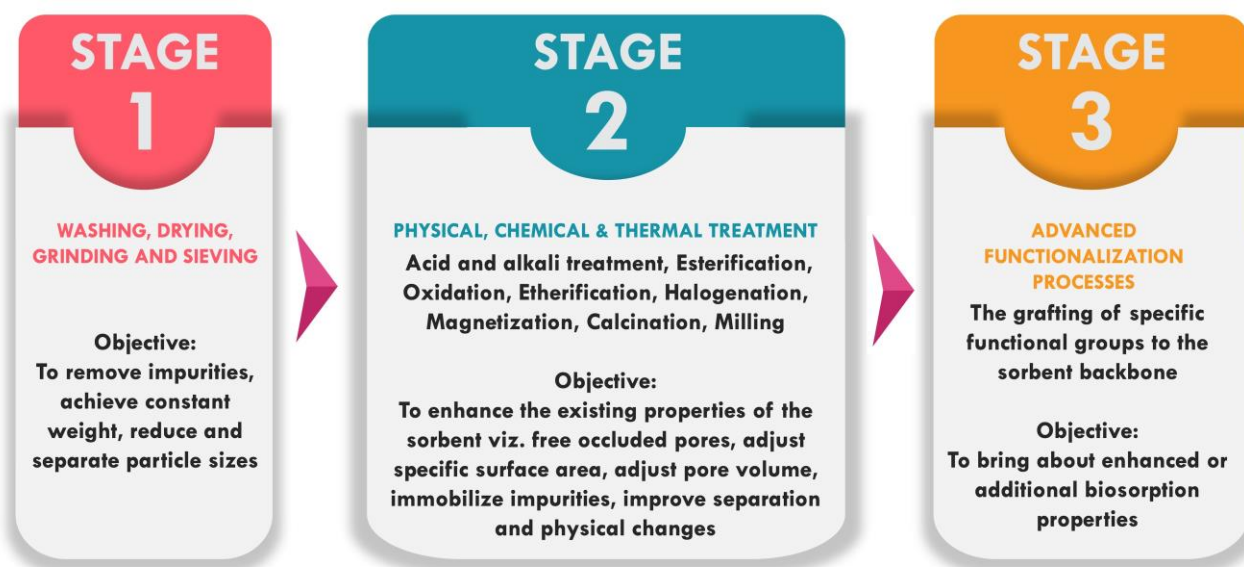 STAGE
1
WASHING, DRYING,
GRINDING AND SIEVING
Objective:
To remove impurities,
achieve constant
weight, reduce and
separate particle sizes
STAGE
2
PHYSICAL, CHEMICAL & THERMAL TREATMENT
Acid and alkali treatment, Esterification,
Oxidation, Etherification, Halogenation,
Magnetization, Calcination, Milling
Objective:
To enhance the existing properties of the
sorbent viz. free occluded pores, adjust
specific surface area, adjust pore volume,
immobilize impurities, improve separation
and physical changes
STAGE
3
ADVANCED
FUNCTIONALIZATION
PROCESSES
The grafting of specific
functional groups to the
sorbent backbone
Objective:
To bring about enhanced or
additional biosorption
properties